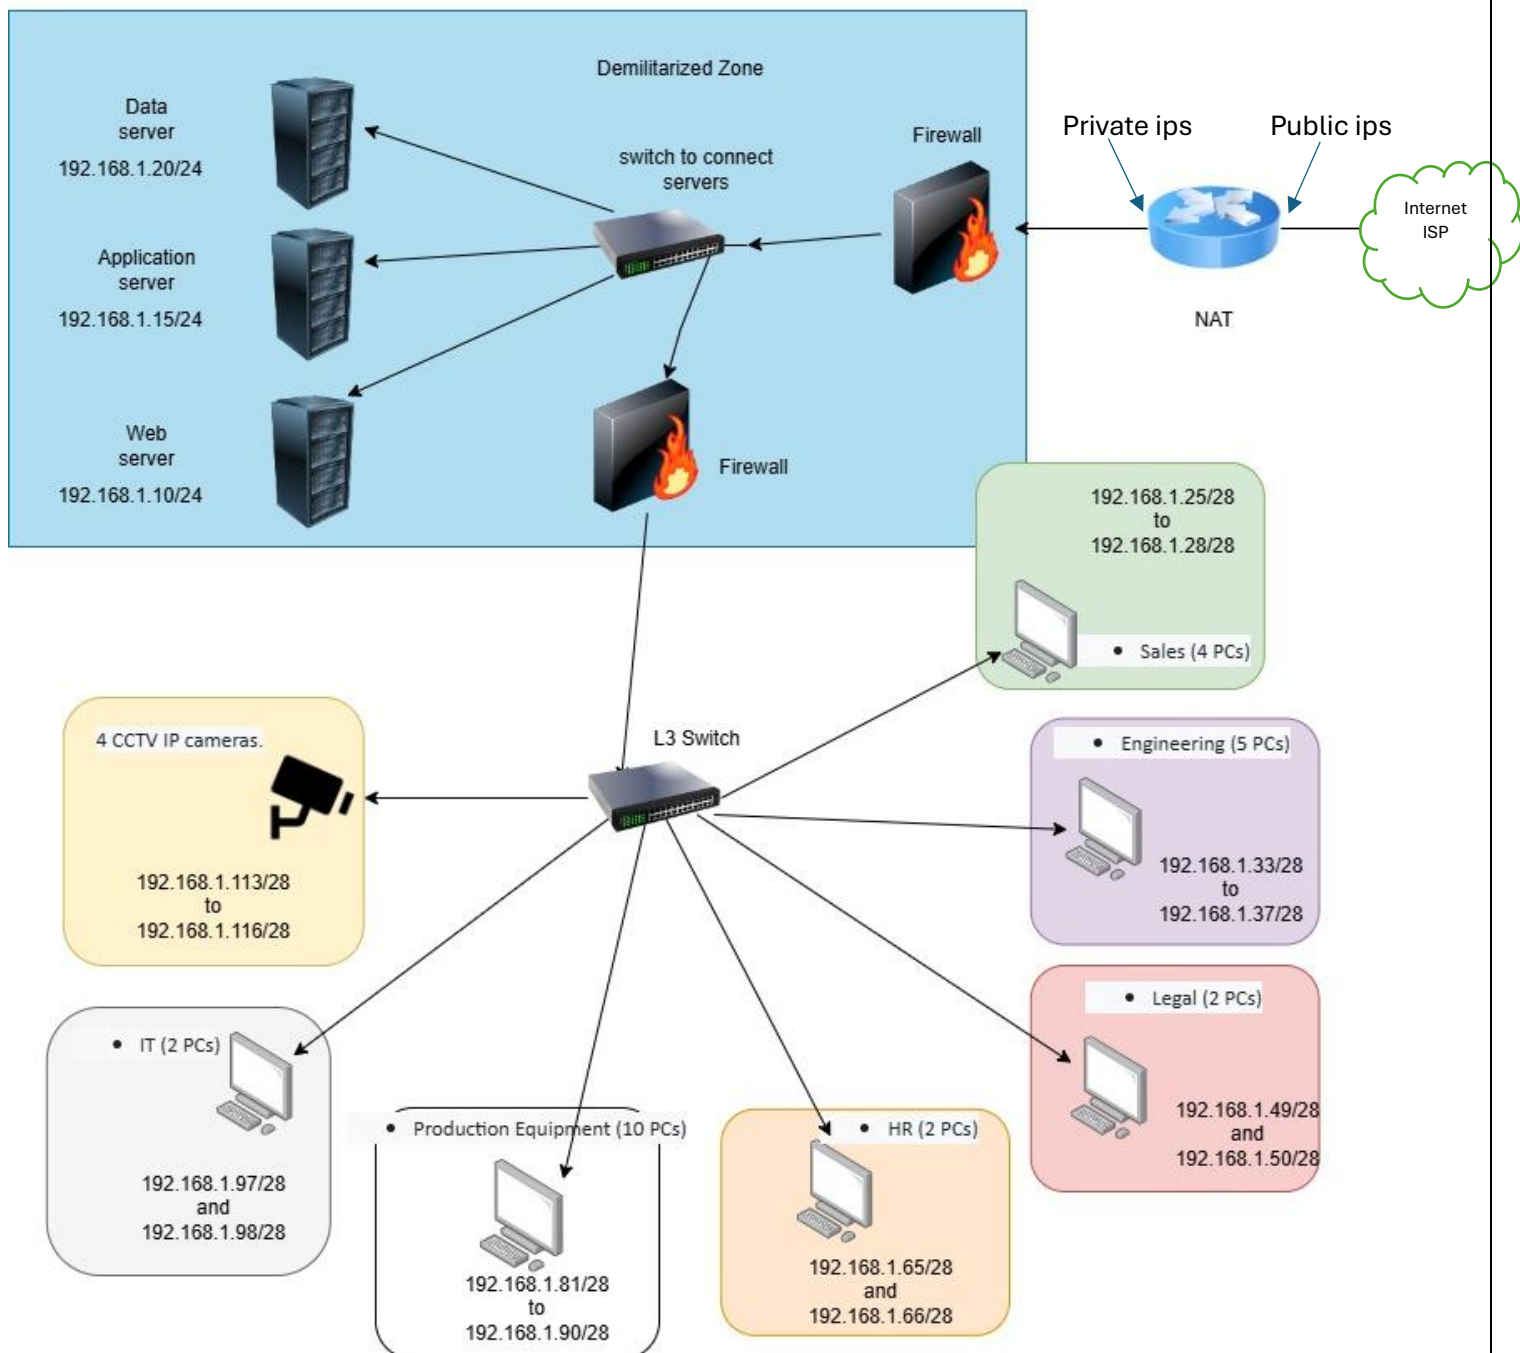 Demilitarized Zone
Data
server
192.168.1.20/24
switch to connect
servers
Firewall
Private ips
Public ips
Internet
ISP
NAT
Application
server
192.168.1.15/24
Web
server
192.168.1.10/24
Firewall
192.168.1.25/28
to
192.168.1.28/28
• Sales (4 PCs)
L3 Switch
4 CCTV IP cameras.
192.168.1.113/28
to
192.168.1.116/28
• Engineering (5 PCs)
192.168.1.33/28
to
192.168.1.37/28
• Legal (2 PCs)
192.168.1.49/28
and
192.168.1.50/28
• IT (2 PCs)
192.168.1.97/28
and
192.168.1.98/28
• Production Equipment (10 PCs)
192.168.1.81/28
to
192.168.1.90/28
• HR (2 PCs)
192.168.1.65/28
and
192.168.1.66/28